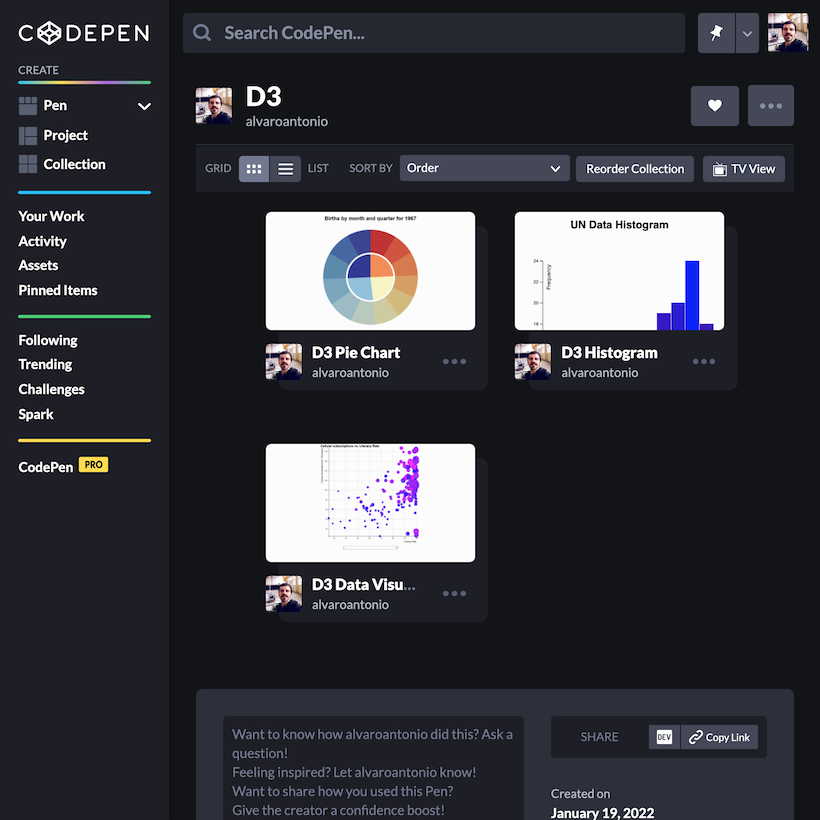 CODEPEN
Search CodePen...
CREATE
Pen
Project
Collection
Your Work
Activity
Assets
Pinned Items
Following
Trending
Challenges
Spark
CodePen PRO
D3
alvaroantonio
GRID LIST SORT BY Order Reorder Collection TV View
Births by month and quarter for 1967
D3 Pie Chart
alvaroantonio
UN Data Histogram
24
22
20
18
Frequency
D3 Histogram
alvaroantonio
Cellular subscriptions vs. Literacy Rate
D3 Data Visu...
alvaroantonio
Want to know how alvaroantonio did this? Ask a
question!
Feeling inspired? Let alvaroantonio know!
Want to share how you used this Pen?
Give the creator a confidence boost!
SHARE DEV Copy Link
Created on
January 19, 2022